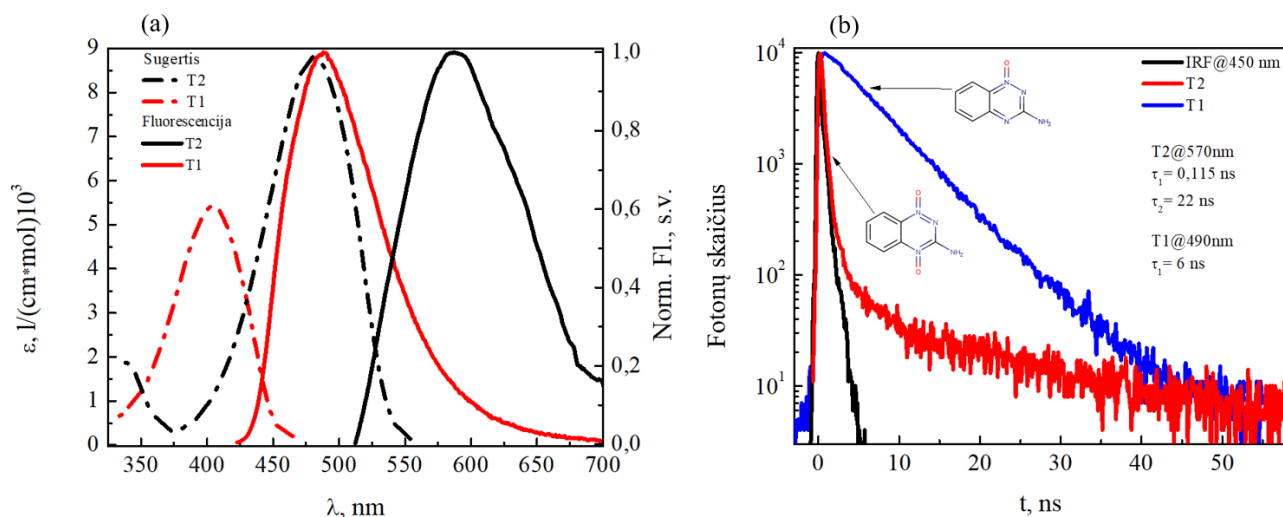 (a)
9
8
7
6
5
4
3
2
1
0
ε, l/(cm*mol)10³
Sugertis
T2
T1
Fluorescencija
T2
T1
1,0
0,8
0,6
0,4
0,2
0,0
Norm. Fl., s.v.
350 400 450 500 550 600 650 700
λ, nm
(b)
10⁴
10³
10²
10¹
Fotonų skaičius
IRF@450 nm
T2
T1
T2@570nm
τ₁= 0,115 ns
τ₂= 22 ns
T1@490nm
τ₁= 6 ns
O
N
N
N
NH₂
O
N
N
N
NH₂
O
0 10 20 30 40 50
t, ns